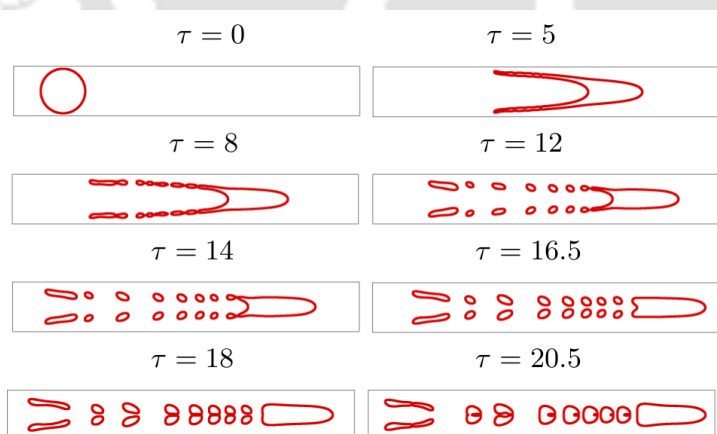 τ = 0
τ = 5
τ = 8
τ = 12
τ = 14
τ = 16.5
τ = 18
τ = 20.5